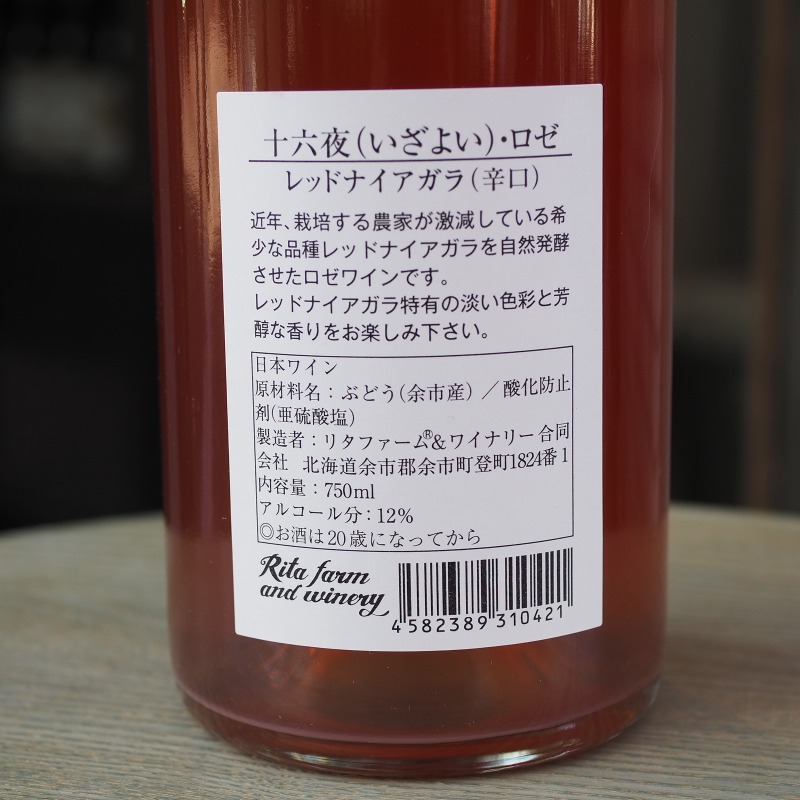 十六夜(いざよい)・ロゼ
レッドナイアガラ(辛口)
近年、栽培する農家が激減している希
少な品種レッドナイアガラを自然発酵
させたロゼワインです。
レッドナイアガラ特有の淡い色彩と芳
醇な香りをお楽しみ下さい。
日本ワイン
原材料名：ぶどう(余市産)／酸化防止
剤(亜硫酸塩)
製造者：リタファーム®&ワイナリー合同
会社 北海道余市郡余市町登町1824番1
内容量：750ml
アルコール分：12%
◎お酒は20歳になってから
Rita farm
and winery
4 582389 310421